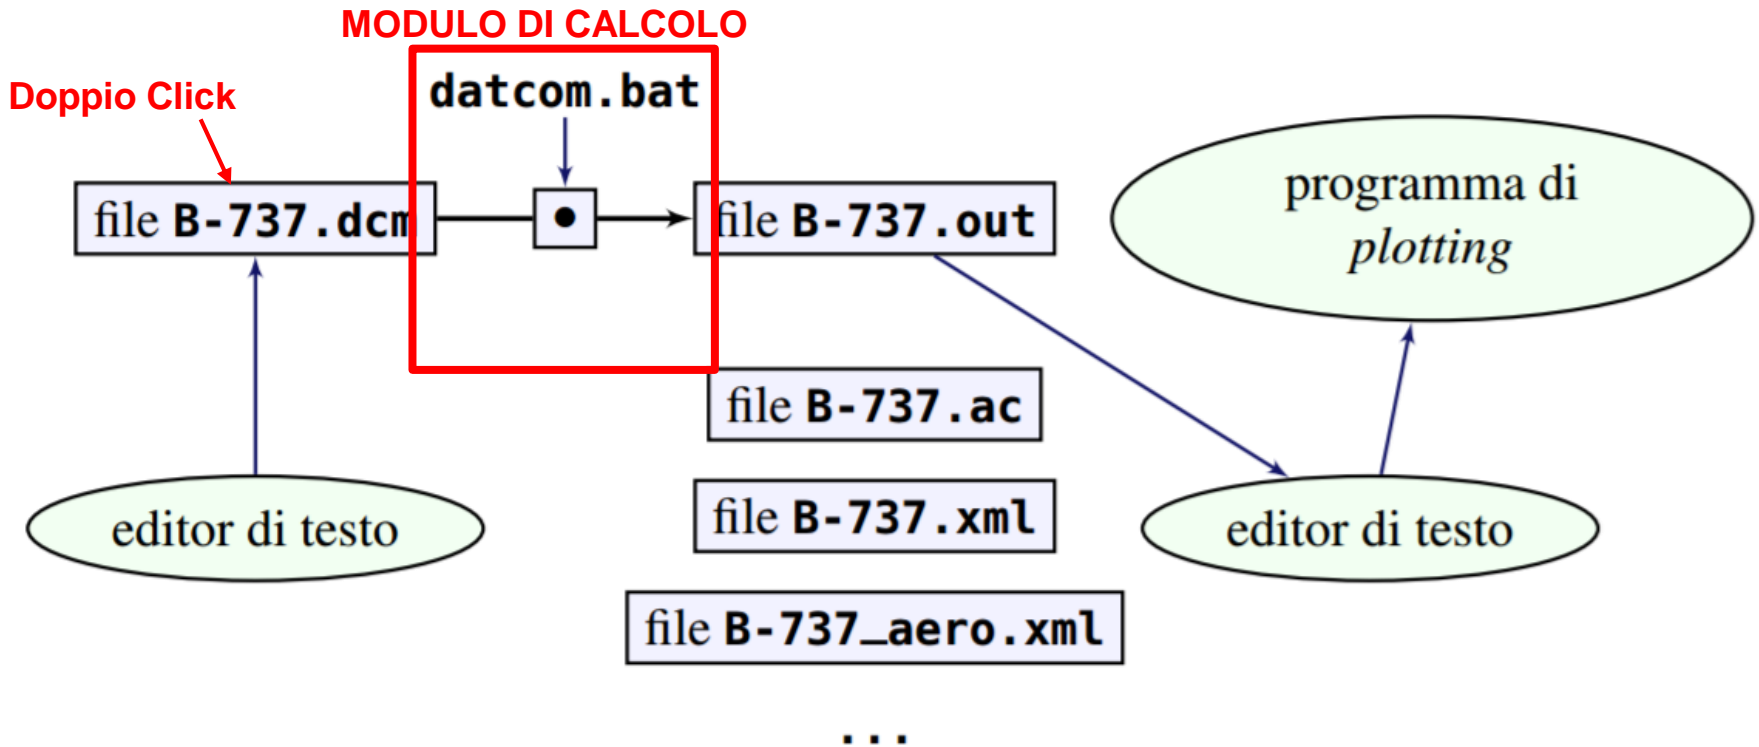 MODULO DI CALCOLO
Doppio Click
datcom.bat
file B-737.dcm
file B-737.out
programma di
plotting
file B-737.ac
file B-737.xml
editor di testo
editor di testo
file B-737_aero.xml
...